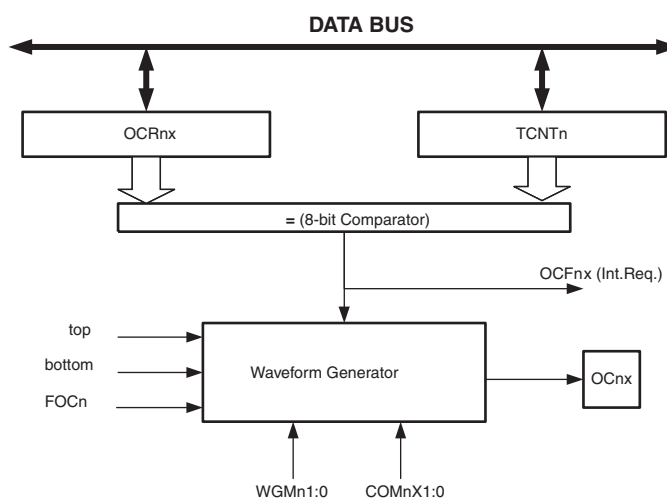 DATA BUS
OCRnx
TCNTn
= (8-bit Comparator)
OCFnx (Int.Req.)
top
bottom
FOCn
Waveform Generator
OCnx
WGMn1:0
COMnX1:0